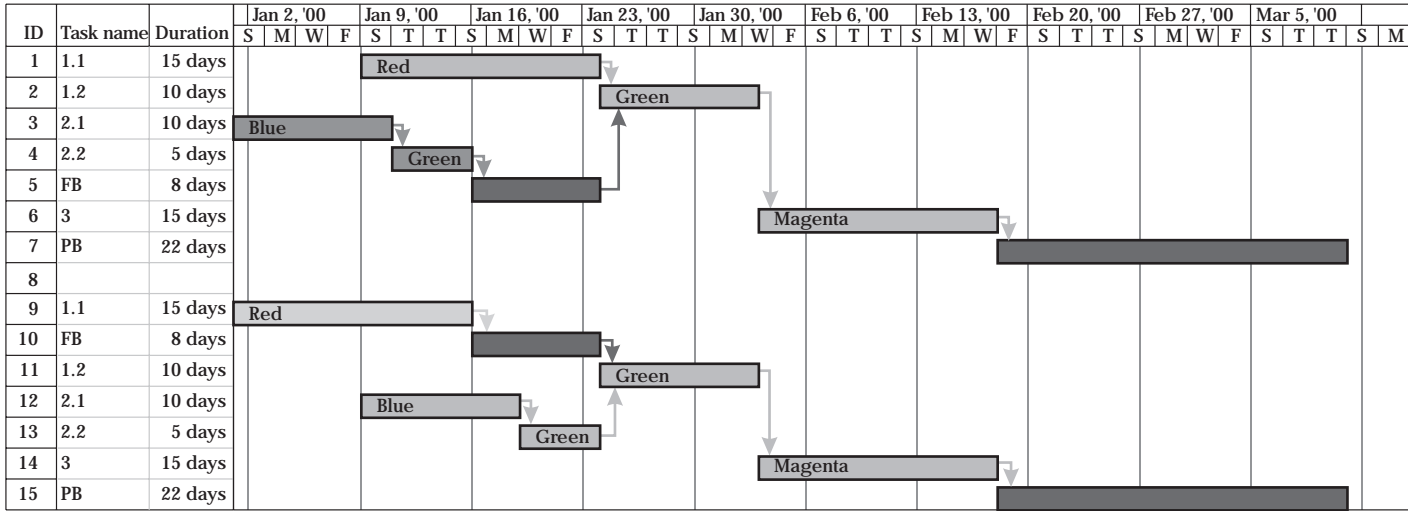 Jan 2, '00 Jan 9, '00 Jan 16, '00 Jan 23, '00 Jan 30, '00 Feb 6, '00 Feb 13, '00 Feb 20, '00 Feb 27, '00 Mar 5, '00
ID Task name Duration S M W F S T T S M W F S T T S M W F S T T S M W F S T T S M W F S T T S M
1 1.1 15 days Red
2 1.2 10 days Green
3 2.1 10 days Blue
4 2.2 5 days Green
5 FB 8 days
6 3 15 days Magenta
7 PB 22 days
8
9 1.1 15 days Red
10 FB 8 days
11 1.2 10 days Green
12 2.1 10 days Blue
13 2.2 5 days Green
14 3 15 days Magenta
15 PB 22 days